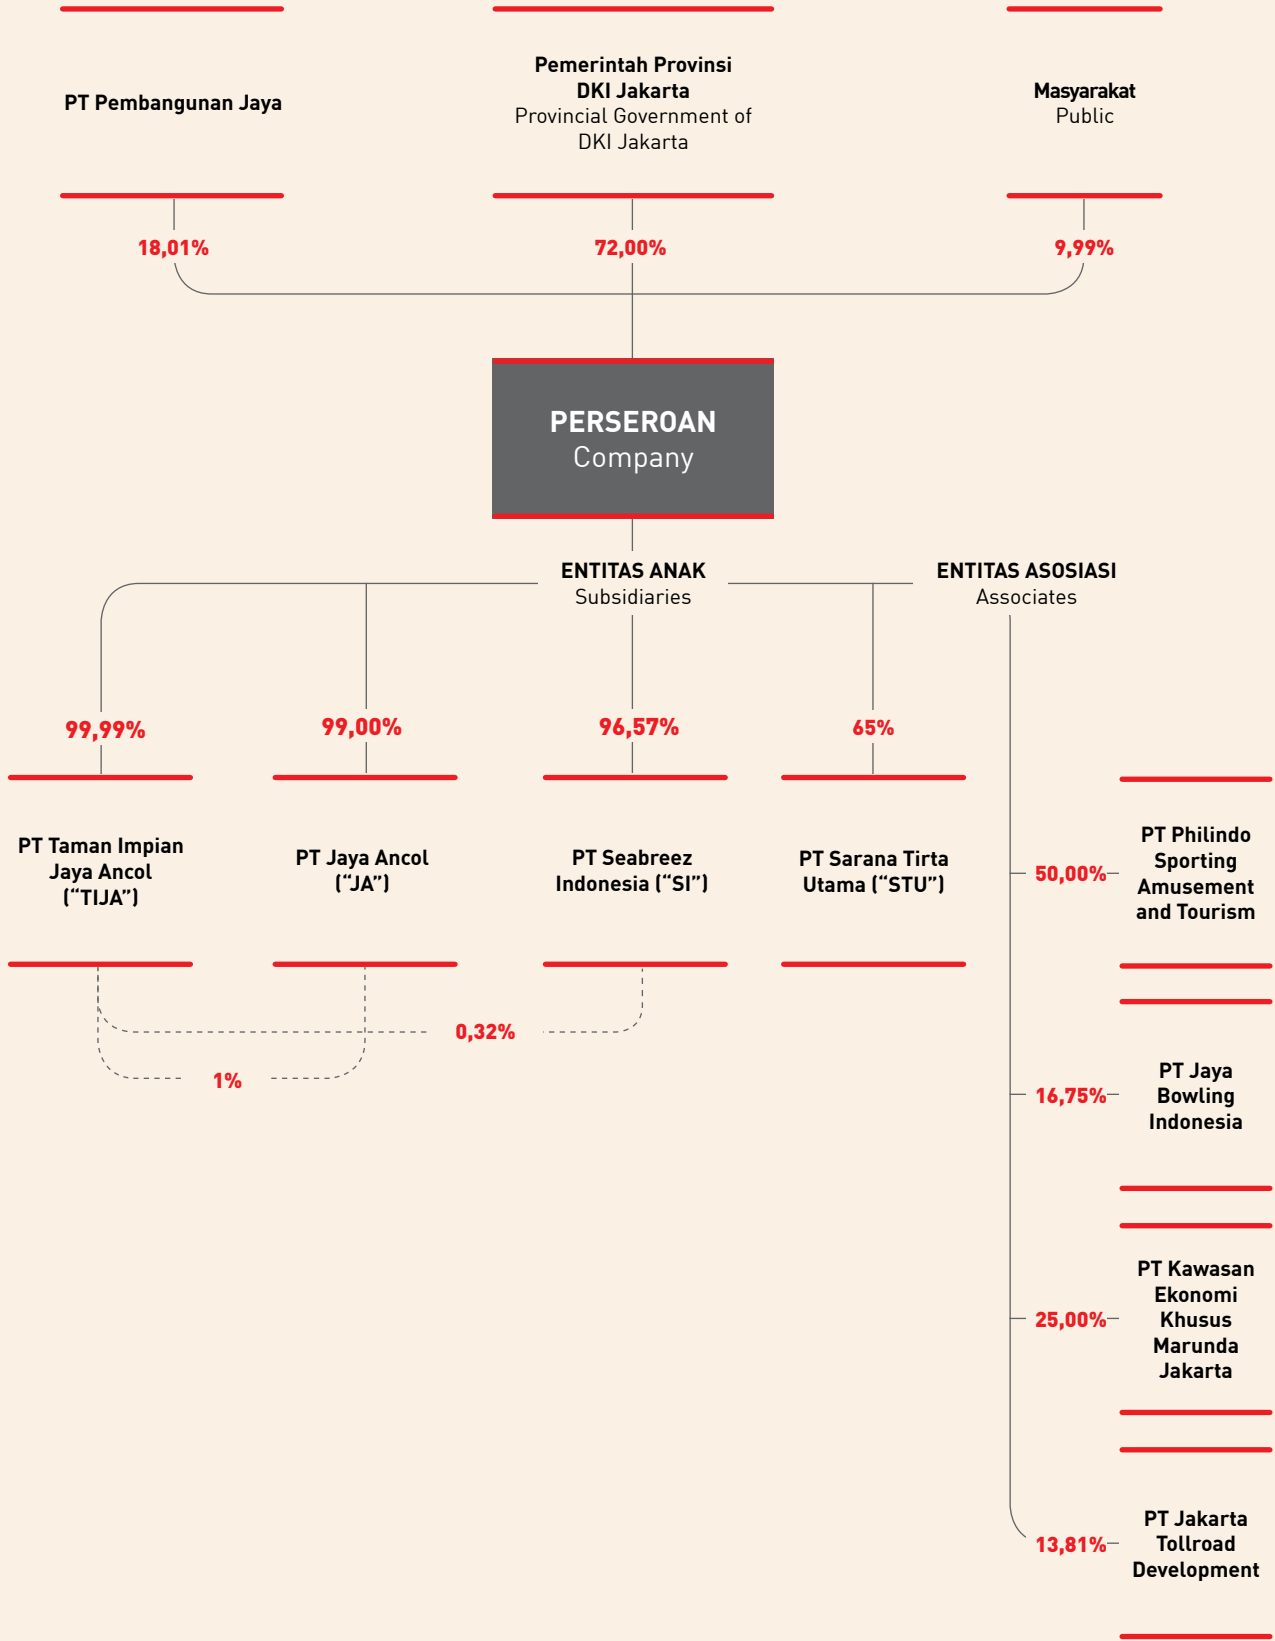 PT Pembangunan Jaya
Pemerintah Provinsi
DKI Jakarta
Provincial Government of
DKI Jakarta
Masyarakat
Public
18,01%
72,00%
9,99%
PERSEROAN
Company
ENTITAS ANAK
Subsidiaries
ENTITAS ASOSIASI
Associates
99,99%
99,00%
96,57%
65%
PT Taman Impian
Jaya Ancol
(“TIJA”)
PT Jaya Ancol
(“JA”)
PT Seabreez
Indonesia (“SI”)
PT Sarana Tirta
Utama (“STU”)
0,32%
1%
50,00%
PT Philindo
Sporting
Amusement
and Tourism
16,75%
PT Jaya
Bowling
Indonesia
25,00%
PT Kawasan
Ekonomi
Khusus
Marunda
Jakarta
13,81%
PT Jakarta
Tollroad
Development